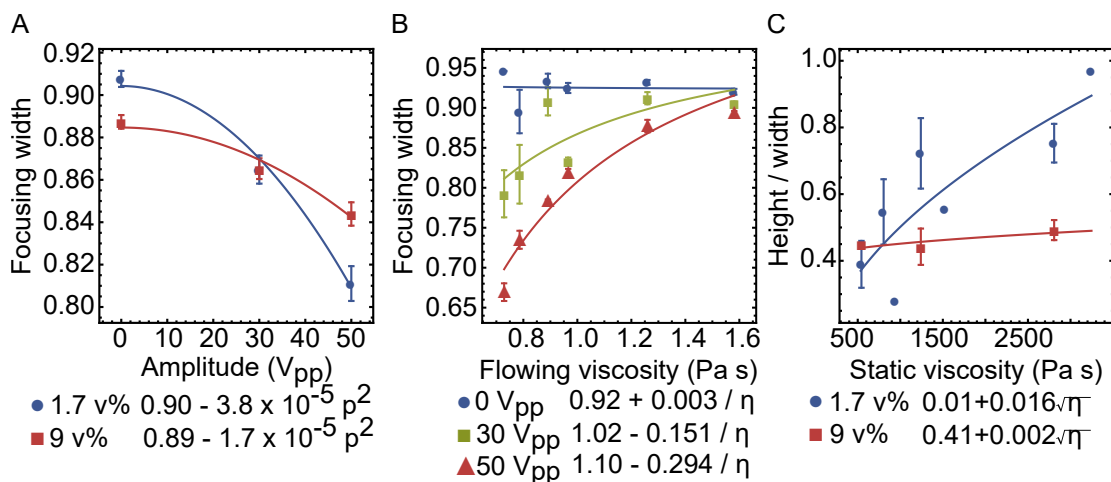 A
0.92
0.90
0.88
0.86
0.84
0.82
0.80
Focusing width
0 10 20 30 40 50
Amplitude (Vpp)
1.7 v% 0.90 - 3.8 x 10⁻⁵ p²
9 v% 0.89 - 1.7 x 10⁻⁵ p²
B
0.95
0.90
0.85
0.80
0.75
0.70
0.65
Focusing width
0.8 1.0 1.2 1.4 1.6
Flowing viscosity (Pa s)
0 Vpp 0.92 + 0.003 / η
30 Vpp 1.02 - 0.151 / η
50 Vpp 1.10 - 0.294 / η
C
1.0
0.8
0.6
0.4
Height / width
500 1500 2500
Static viscosity (Pa s)
1.7 v% 0.01+0.016√η
9 v% 0.41+0.002√η